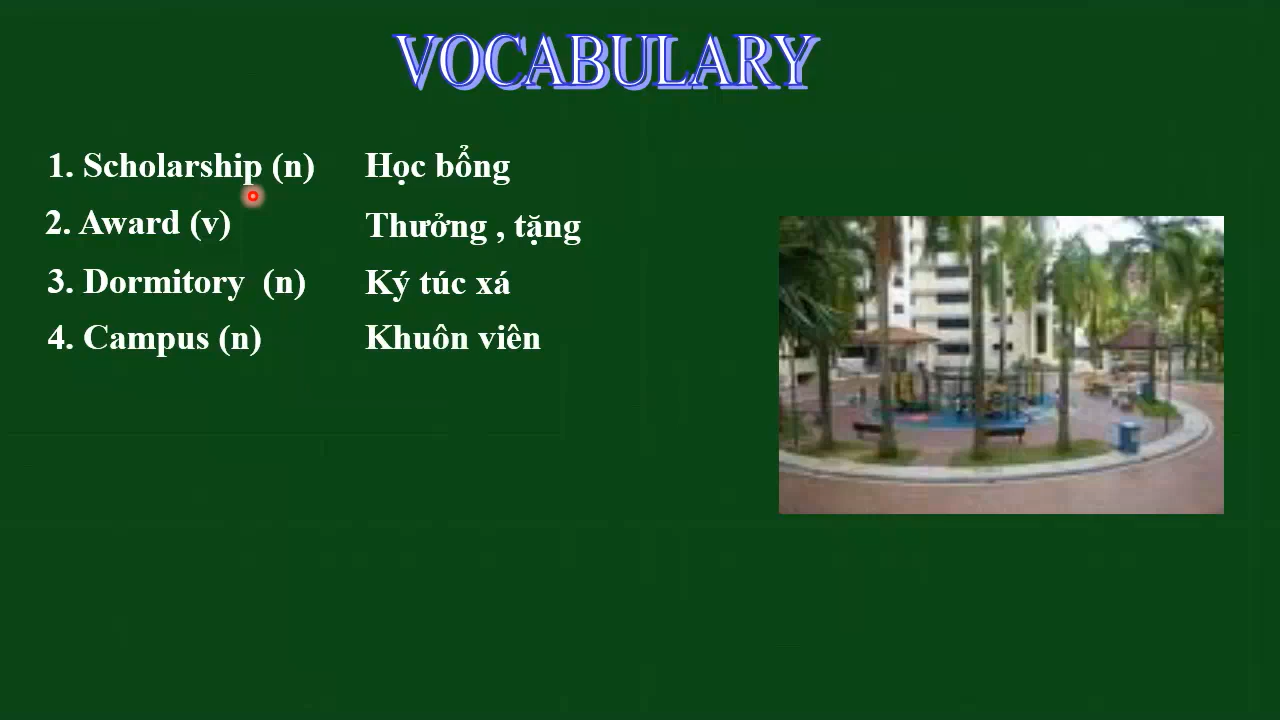 VOCABULARY
1. Scholarship (n) Học bổng
2. Award (v) Thưởng , tặng
3. Dormitory (n) Ký túc xá
4. Campus (n) Khuôn viên